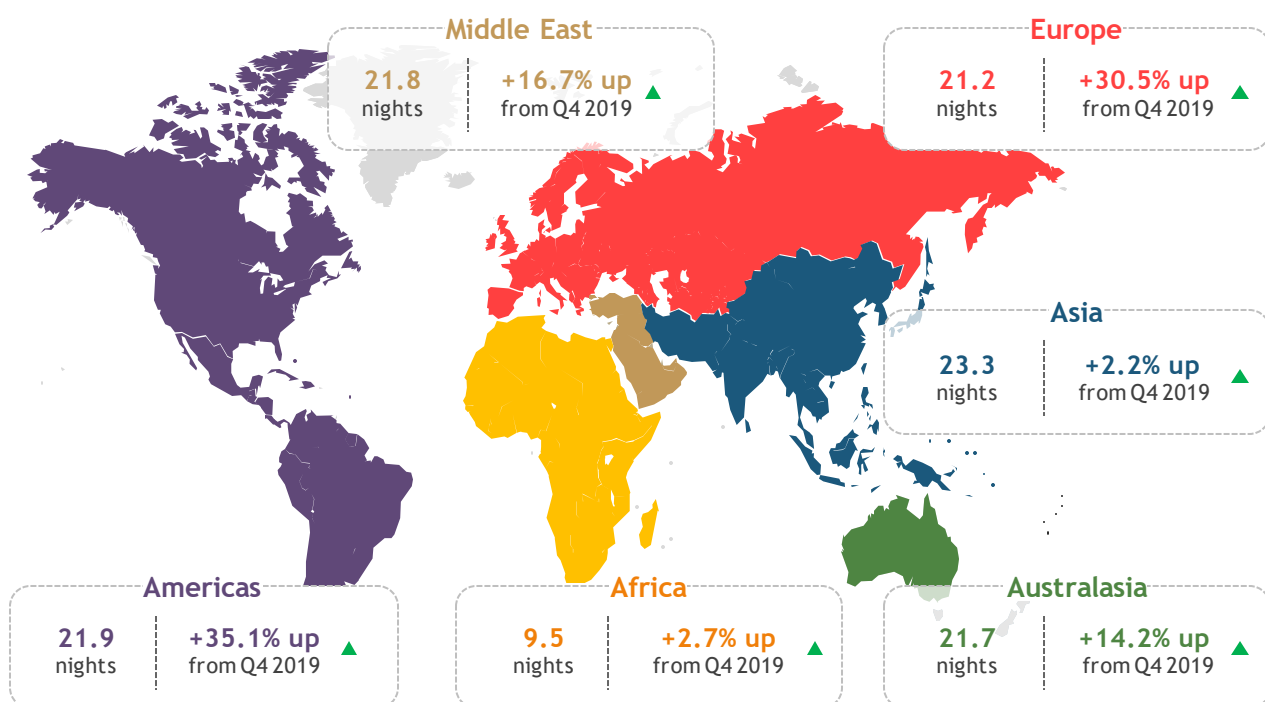 Middle East
21.8
nights
+16.7% up
from Q4 2019
Europe
21.2
nights
+30.5% up
from Q4 2019
Asia
23.3
nights
+2.2% up
from Q4 2019
Americas
21.9
nights
+35.1% up
from Q4 2019
Africa
9.5
nights
+2.7% up
from Q4 2019
Australasia
21.7
nights
+14.2% up
from Q4 2019